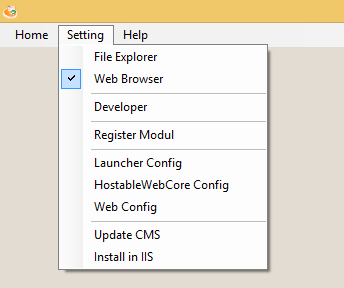 Home Setting Help
File Explorer
Web Browser
Developer
Register Modul
Launcher Config
HostableWebCore Config
Web Config
Update CMS
Install in IIS